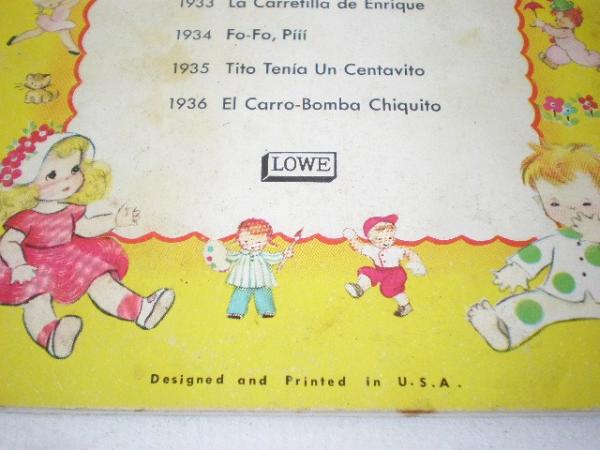 1933 La Carretilla de Enrique
1934 Fo-Fo, Piíí
1935 Tito Tenía Un Centavito
1936 El Carro-Bomba Chiquito
LOWE
Designed and Printed in U.S.A.